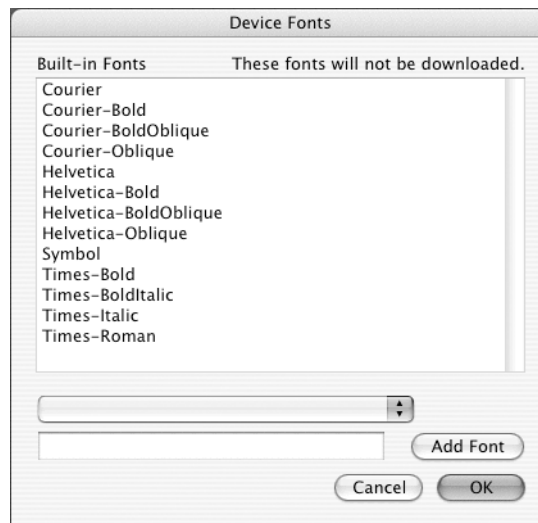 Device Fonts
Built-in Fonts These fonts will not be downloaded.
Courier
Courier-Bold
Courier-BoldOblique
Courier-Oblique
Helvetica
Helvetica-Bold
Helvetica-BoldOblique
Helvetica-Oblique
Symbol
Times-Bold
Times-BoldItalic
Times-Italic
Times-Roman
Add Font
Cancel OK